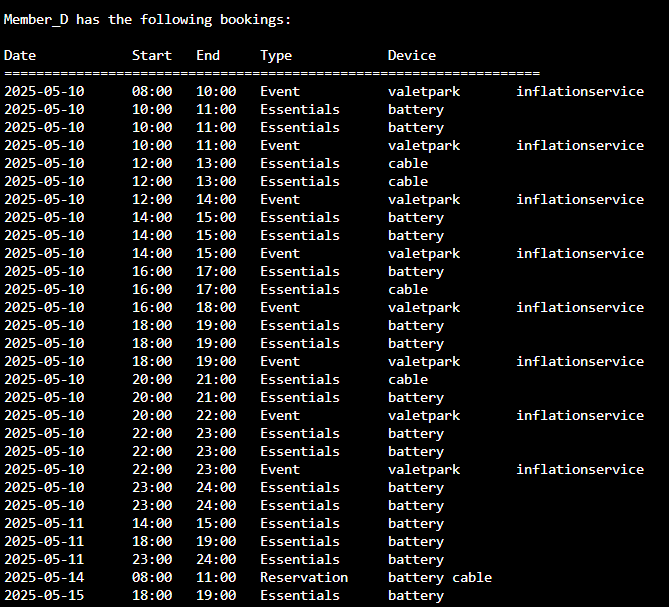 Member_D has the following bookings:
Date Start End Type Device
===================================================================
2025-05-10 08:00 10:00 Event valetpark inflationservice
2025-05-10 10:00 11:00 Essentials battery
2025-05-10 10:00 11:00 Essentials battery
2025-05-10 10:00 11:00 Event valetpark inflationservice
2025-05-10 12:00 13:00 Essentials cable
2025-05-10 12:00 13:00 Essentials cable
2025-05-10 12:00 14:00 Event valetpark inflationservice
2025-05-10 14:00 15:00 Essentials battery
2025-05-10 14:00 15:00 Essentials battery
2025-05-10 14:00 15:00 Event valetpark inflationservice
2025-05-10 16:00 17:00 Essentials battery
2025-05-10 16:00 17:00 Essentials cable
2025-05-10 16:00 18:00 Event valetpark inflationservice
2025-05-10 18:00 19:00 Essentials battery
2025-05-10 18:00 19:00 Essentials battery
2025-05-10 18:00 19:00 Event valetpark inflationservice
2025-05-10 20:00 21:00 Essentials cable
2025-05-10 20:00 21:00 Essentials battery
2025-05-10 20:00 22:00 Event valetpark inflationservice
2025-05-10 22:00 23:00 Essentials battery
2025-05-10 22:00 23:00 Essentials battery
2025-05-10 22:00 23:00 Event valetpark inflationservice
2025-05-10 23:00 24:00 Essentials battery
2025-05-10 23:00 24:00 Essentials battery
2025-05-11 14:00 15:00 Essentials battery
2025-05-11 18:00 19:00 Essentials battery
2025-05-11 23:00 24:00 Essentials battery
2025-05-14 08:00 11:00 Reservation battery cable
2025-05-15 18:00 19:00 Essentials battery